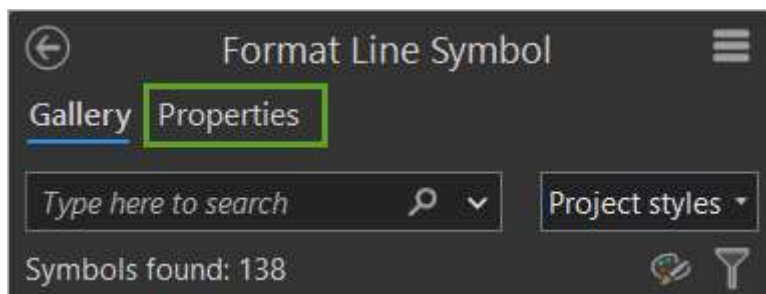 Format Line Symbol
Gallery Properties
Type here to search Project styles
Symbols found: 138